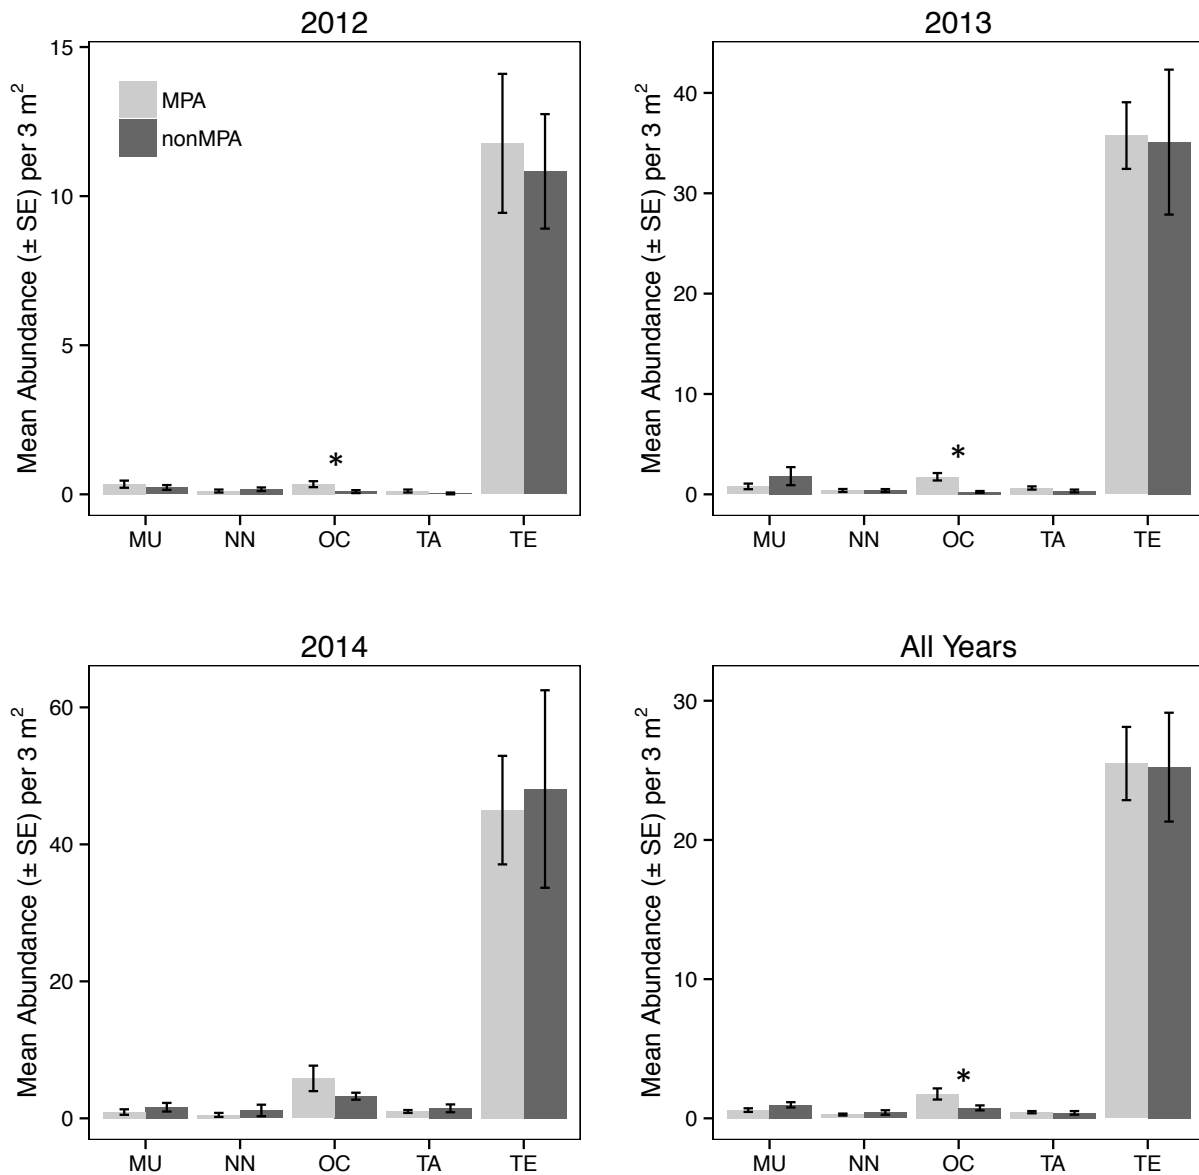 2012
Mean Abundance (± SE) per 3 m²
15
10
5
0
MPA
nonMPA
*
MU NN OC TA TE
2013
Mean Abundance (± SE) per 3 m²
40
30
20
10
0
*
MU NN OC TA TE
2014
Mean Abundance (± SE) per 3 m²
60
40
20
0
MU NN OC TA TE
All Years
Mean Abundance (± SE) per 3 m²
30
20
10
0
*
MU NN OC TA TE